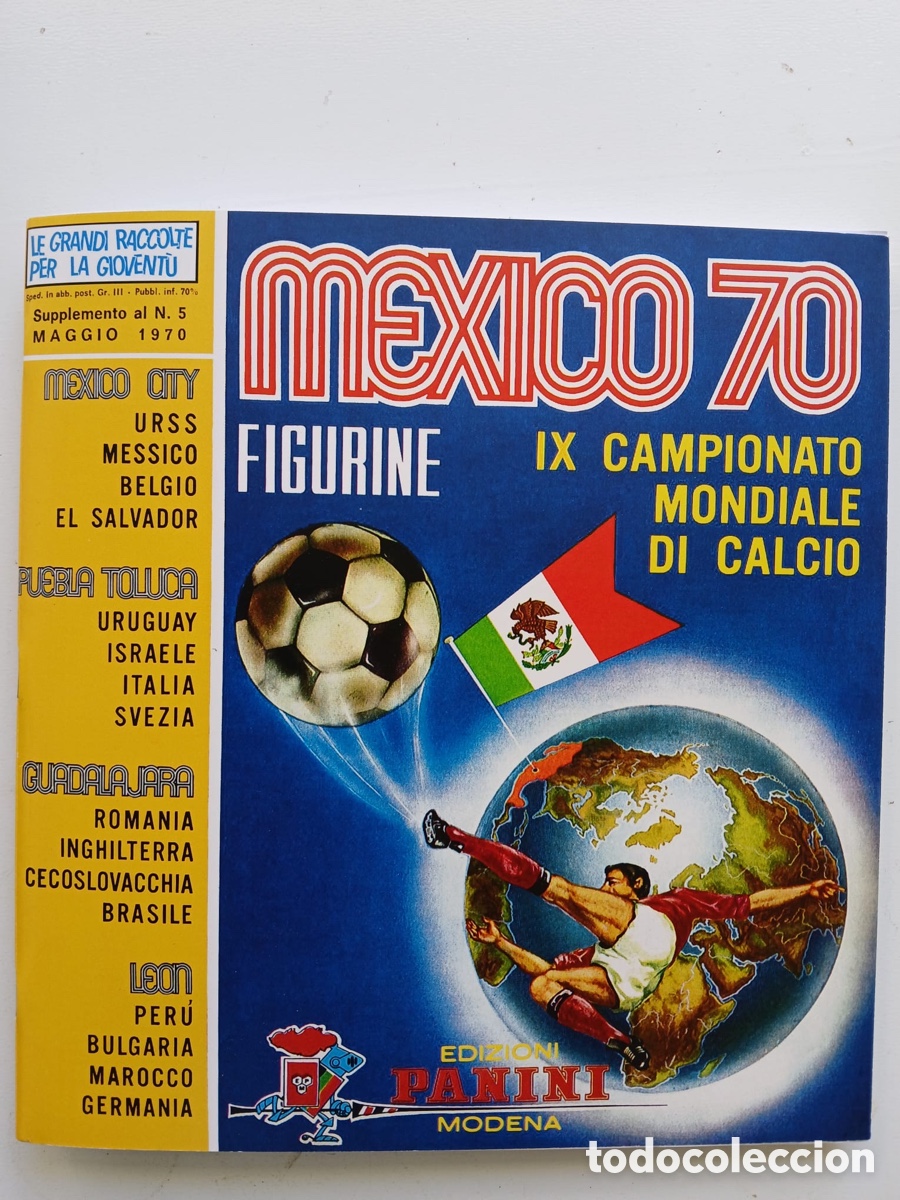 LE GRANDI RACCOLTE
PER LA GIOVENTÙ
Sped. in abb. post. Gr. III - Pubbl. inf. 70%
Supplemento al N. 5
MAGGIO 1970
MEXICO CITY
URSS
MESSICO
BELGIO
EL SALVADOR
PUEBLA TOLUCA
URUGUAY
ISRAELE
ITALIA
SVEZIA
GUADALAJARA
ROMANIA
INGHILTERRA
CECOSLOVACCHIA
BRASILE
LEON
PERÚ
BULGARIA
MAROCCO
GERMANIA
MEXICO 70
FIGURINE
IX CAMPIONATO
MONDIALE
DI CALCIO
EDIZIONI
PANINI
MODENA
todocoleccion.net